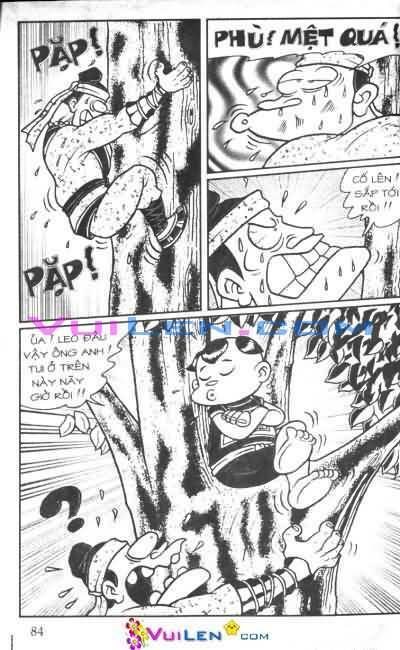 PẶP!
PHÙ! MỆT QUÁ!
CỐ LÊN!
SẮP TỚI
RỒI!!
PẶP!
ỦA! LEO ĐÂU
VẬY ÔNG ANH!
TUI Ở TRÊN
NÀY NÃY
GIỜ RỒI!!
VUILEN.COM
?
84
VUILEN.COM